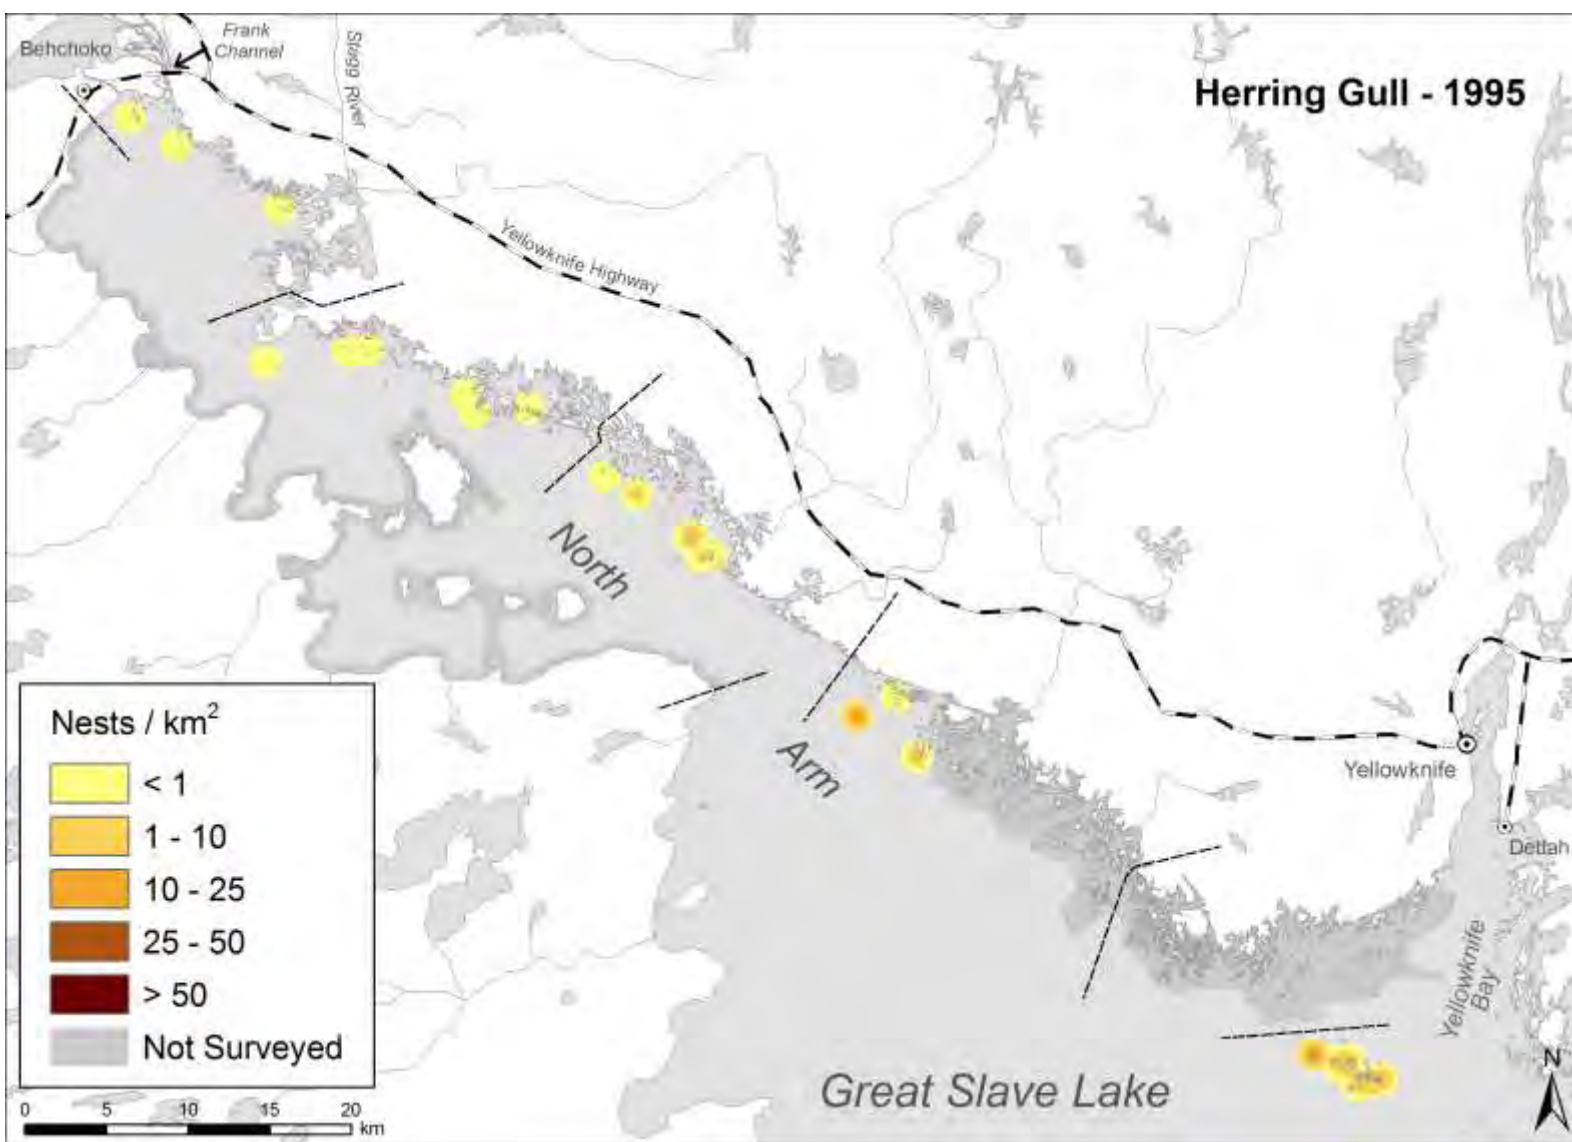 Behchoko
Frank
Channel
Stagg River
Herring Gull - 1995
Yellowknife Highway
North
Arm
Yellowknife
Dettah
Yellowknife
Bay
Great Slave Lake
N
Nests / km²
< 1
1 - 10
10 - 25
25 - 50
> 50
Not Surveyed
0 5 10 15 20
km